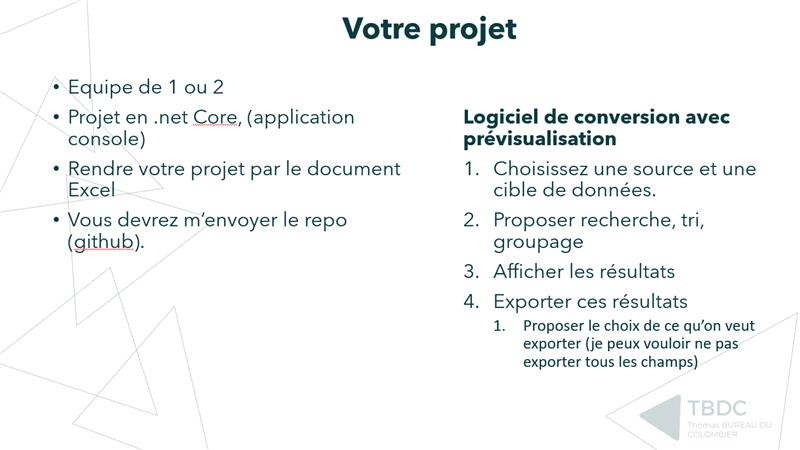 Votre projet
• Equipe de 1 ou 2
• Projet en .net Core, (application
console)
• Rendre votre projet par le document
Excel
• Vous devrez m’envoyer le repo
(github).
Logiciel de conversion avec
prévisualisation
1. Choisissez une source et une
cible de données.
2. Proposer recherche, tri,
groupage
3. Afficher les résultats
4. Exporter ces résultats
1. Proposer le choix de ce qu’on veut
exporter (je peux vouloir ne pas
exporter tous les champs)
TBDC
Thomas BUREAU DU
COLOMBIER